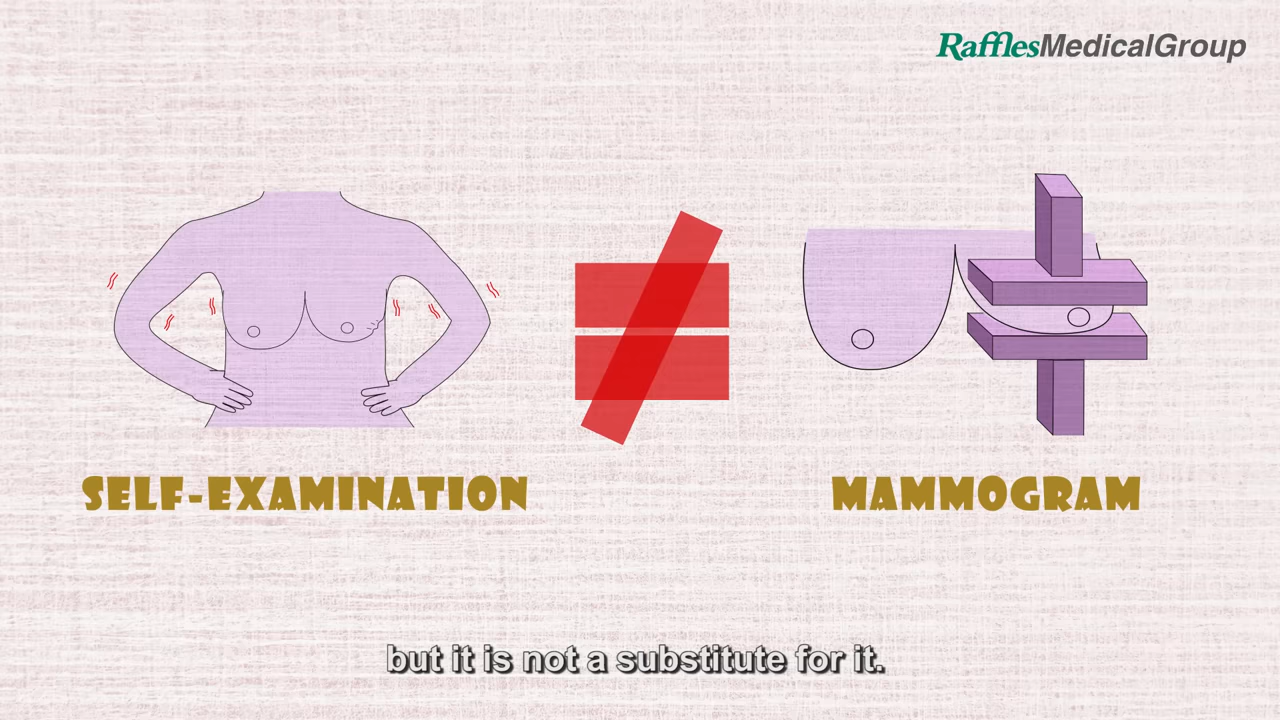 RafflesMedicalGroup
SELF-EXAMINATION
MAMMOGRAM
but it is not a substitute for it.